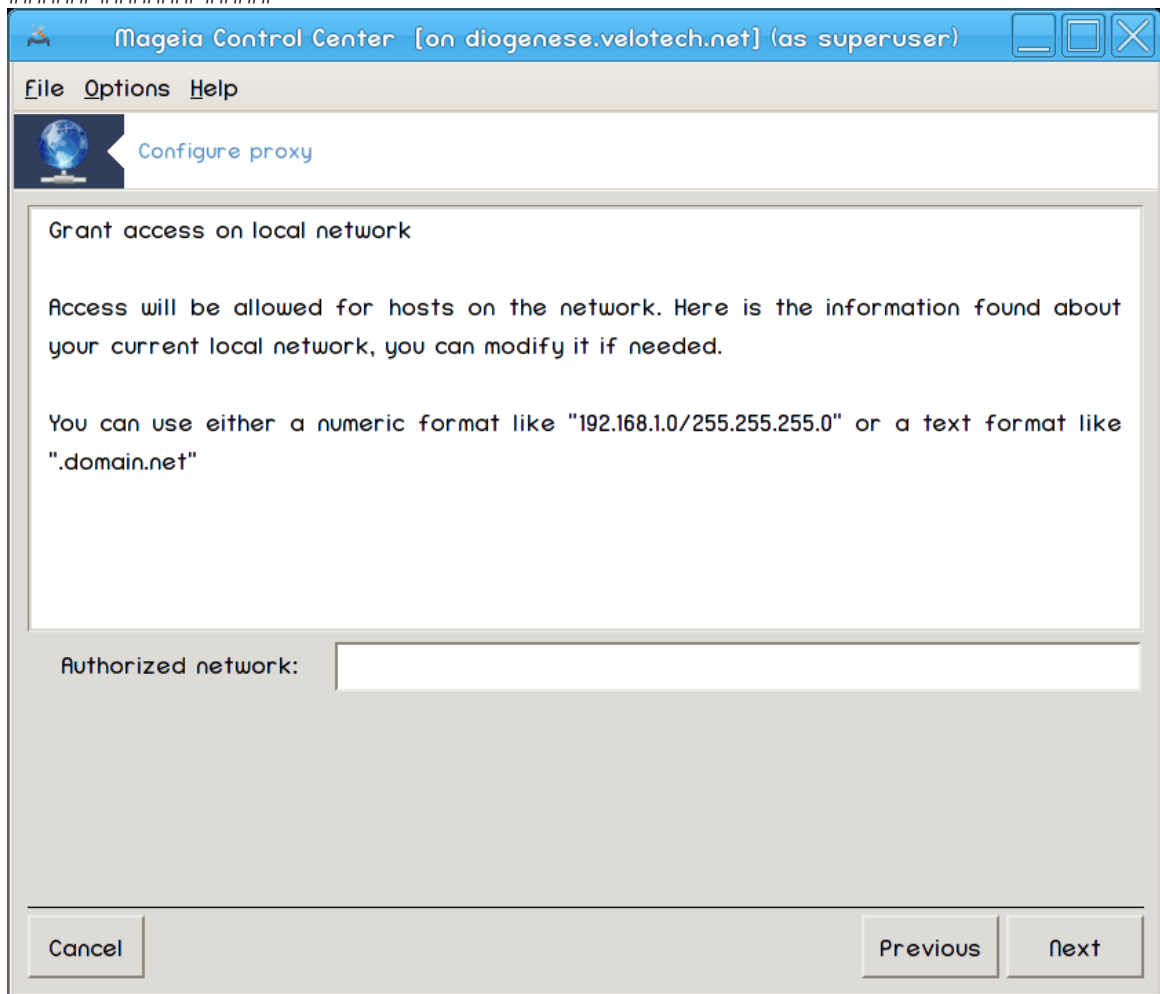 Mageia Control Center [on diogenese.velotech.net] (as superuser)
File Options Help
Configure proxy
Grant access on local network
Access will be allowed for hosts on the network. Here is the information found about
your current local network, you can modify it if needed.
You can use either a numeric format like "192.168.1.0/255.255.255.0" or a text format like
".domain.net"
Authorized network:
Cancel Previous Next